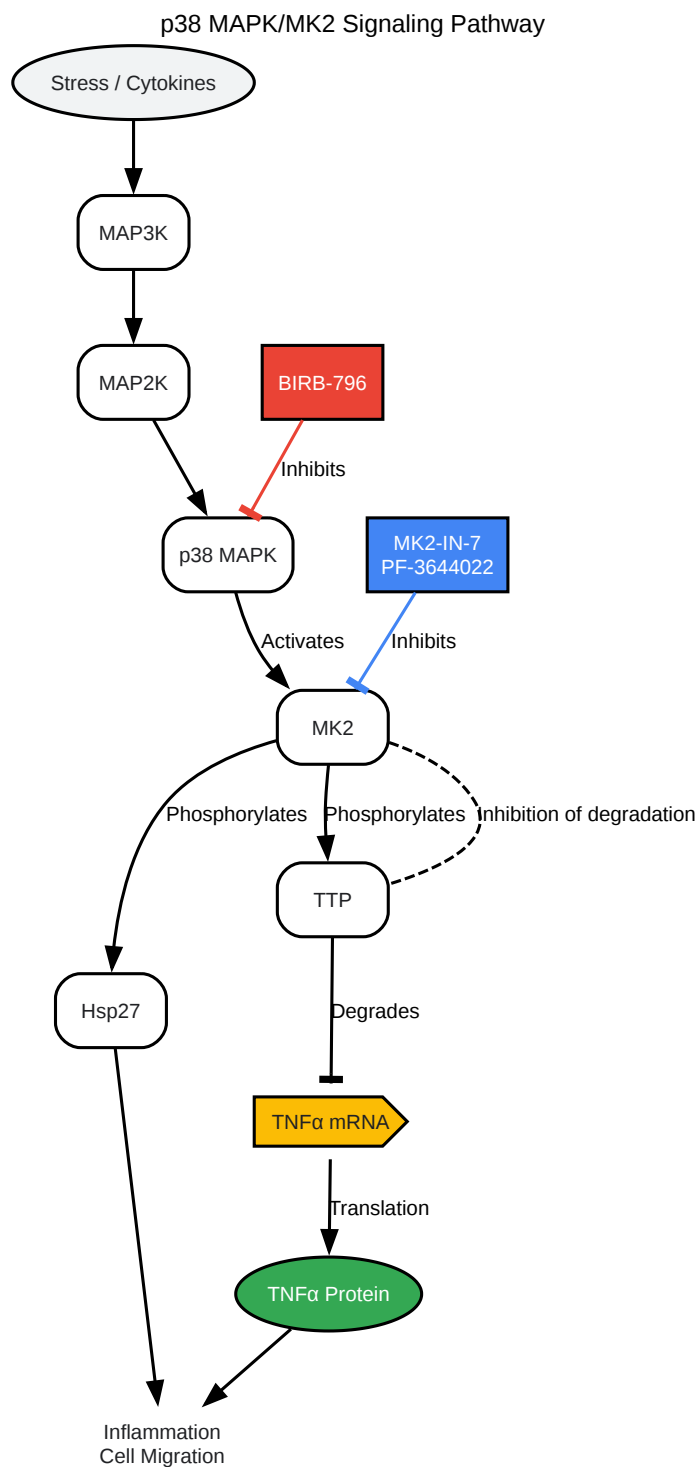 p38 MAPK/MK2 Signaling Pathway
Stress / Cytokines
MAP3K
MAP2K
BIRB-796
Inhibits
p38 MAPK
MK2-IN-7
PF-3644022
Activates
Inhibits
MK2
Phosphorylates
Phosphorylates
Inhibition of degradation
TTP
Hsp27
Degrades
TNFα mRNA
Translation
TNFα Protein
Inflammation
Cell Migration